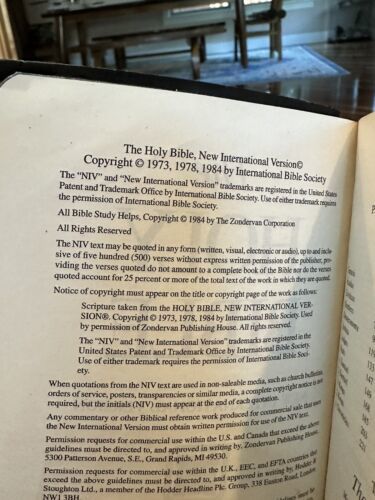 The Holy Bible, New International Version©
Copyright © 1973, 1978, 1984 by International Bible Society
The “NIV” and “New International Version” trademarks are registered in the United States
Patent and Trademark Office by International Bible Society. Use of either trademark requires
the permission of International Bible Society.
All Bible Study Helps, Copyright © 1984 by The Zondervan Corporation
All Rights Reserved
The NIV text may be quoted in any form (written, visual, electronic or audio), up to and inclu-
sive of five hundred (500) verses without express written permission of the publisher, pro-
viding the verses quoted do not amount to a complete book of the Bible nor do the verses
quoted account for 25 percent or more of the total text of the work in which they are quoted.
Notice of copyright must appear on the title or copyright page of the work as follows:
Scripture taken from the HOLY BIBLE, NEW INTERNATIONAL VER-
SION®. Copyright © 1973, 1978, 1984 by International Bible Society. Used
by permission of Zondervan Publishing House. All rights reserved.
The “NIV” and “New International Version” trademarks are registered in the
United States Patent and Trademark Office by International Bible Society.
Use of either trademark requires the permission of International Bible Soci-
ety.
When quotations from the NIV text are used in non-saleable media, such as church bulletins,
orders of service, posters, transparencies or similar media, a complete copyright notice is not
required, but the initials (NIV) must appear at the end of each quotation.
Any commentary or other Biblical reference work produced for commercial sale that uses
the New International Version must obtain written permission for use of the NIV text.
Permission requests for commercial use within the U.S. and Canada that exceed the above
guidelines must be directed to, and approved in writing by, Zondervan Publishing House,
5300 Patterson Avenue, S.E., Grand Rapids, MI 49530.
Permission requests for commercial use within the U.K., EEC, and EFTA countries that
exceed the above guidelines must be directed to, and approved in writing by, Hodder &
Stoughton Ltd., a member of the Hodder Headline Plc. Group, 338 Euston Road, London
NW1 3BH